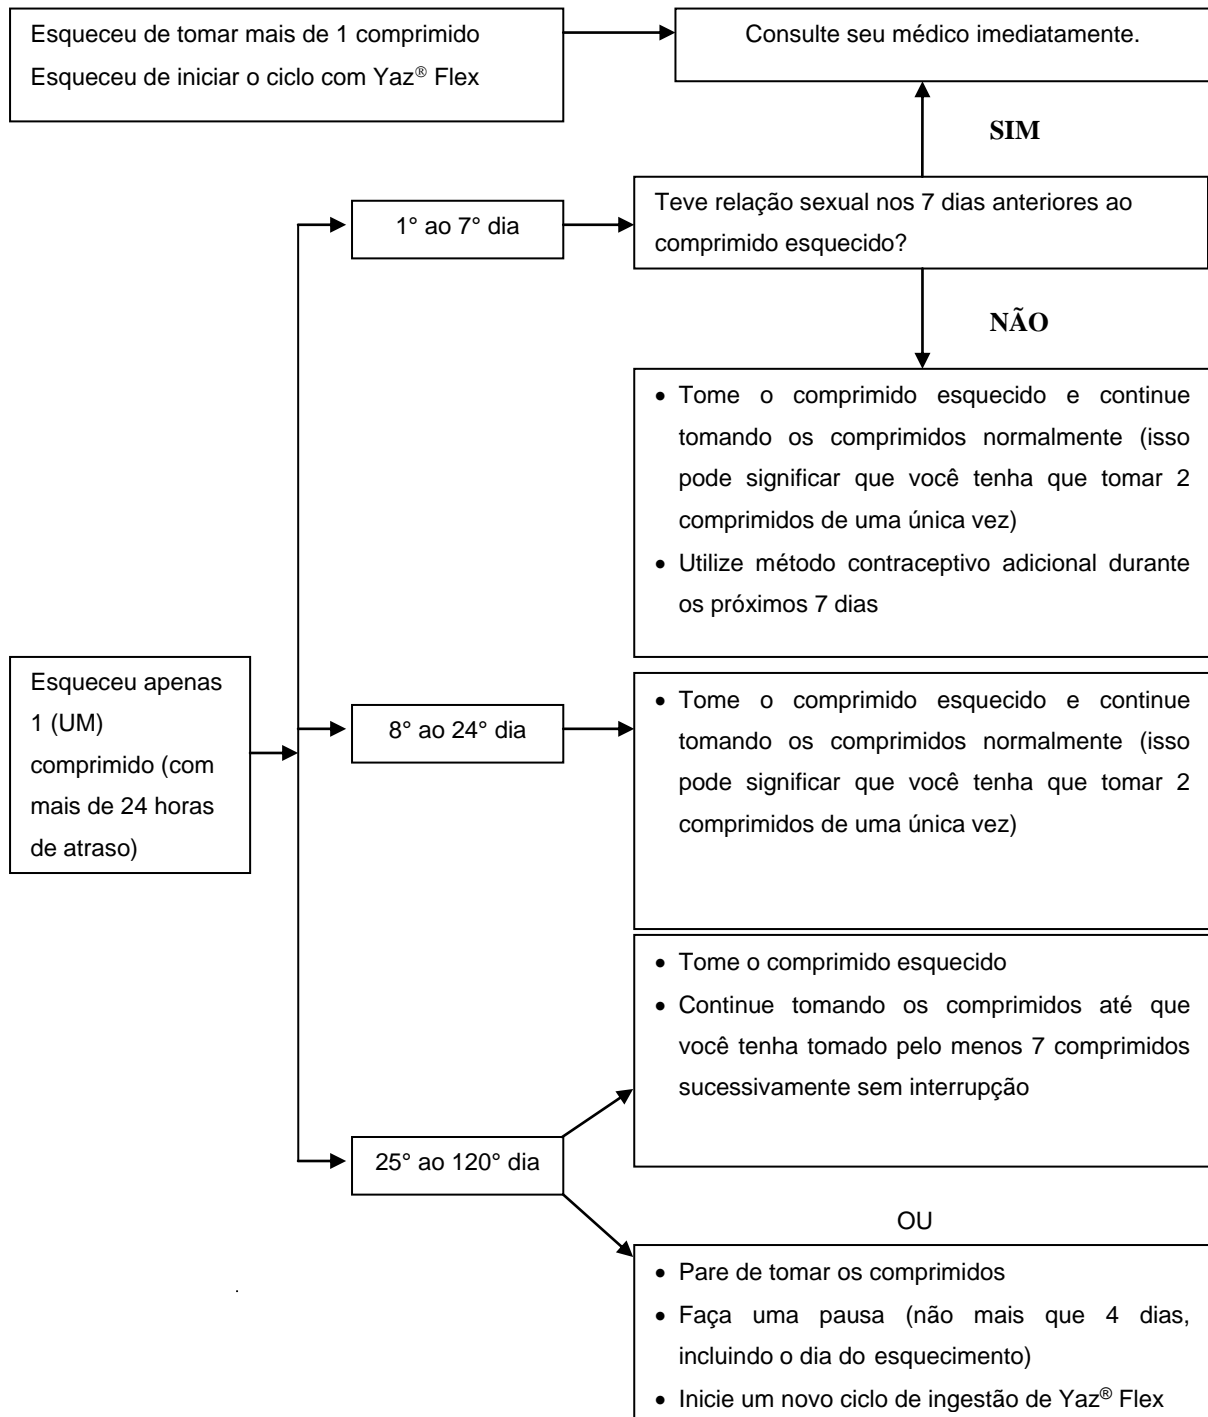 Esqueceu de tomar mais de 1 comprimido
Esqueceu de iniciar o ciclo com Yaz® Flex
Consulte seu médico imediatamente.
SIM
1° ao 7° dia
Teve relação sexual nos 7 dias anteriores ao
comprimido esquecido?
NÃO
• Tome o comprimido esquecido e continue
tomando os comprimidos normalmente (isso
pode significar que você tenha que tomar 2
comprimidos de uma única vez)
• Utilize método contraceptivo adicional durante
os próximos 7 dias
Esqueceu apenas
1 (UM)
comprimido (com
mais de 24 horas
de atraso)
8° ao 24° dia
• Tome o comprimido esquecido e continue
tomando os comprimidos normalmente (isso
pode significar que você tenha que tomar 2
comprimidos de uma única vez)
• Tome o comprimido esquecido
• Continue tomando os comprimidos até que
você tenha tomado pelo menos 7 comprimidos
sucessivamente sem interrupção
25° ao 120° dia
OU
• Pare de tomar os comprimidos
• Faça uma pausa (não mais que 4 dias,
incluindo o dia do esquecimento)
• Inicie um novo ciclo de ingestão de Yaz® Flex